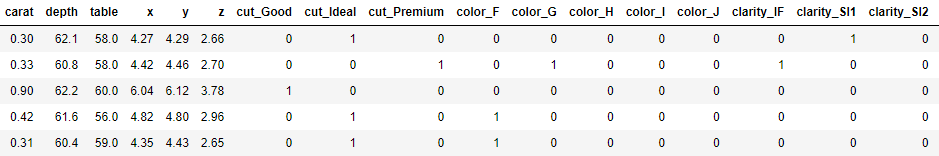 carat depth table x y z cut_Good cut_Ideal cut_Premium color_F color_G color_H color_I color_J clarity_IF clarity_SI1 clarity_SI2
0.30 62.1 58.0 4.27 4.29 2.66 0 1 0 0 0 0 0 0 0 1 0
0.33 60.8 58.0 4.42 4.46 2.70 0 0 1 0 1 0 0 0 1 0 0
0.90 62.2 60.0 6.04 6.12 3.78 1 0 0 0 0 0 0 0 0 0 0
0.42 61.6 56.0 4.82 4.80 2.96 0 1 0 1 0 0 0 0 0 0 0
0.31 60.4 59.0 4.35 4.43 2.65 0 1 0 1 0 0 0 0 0 0 0